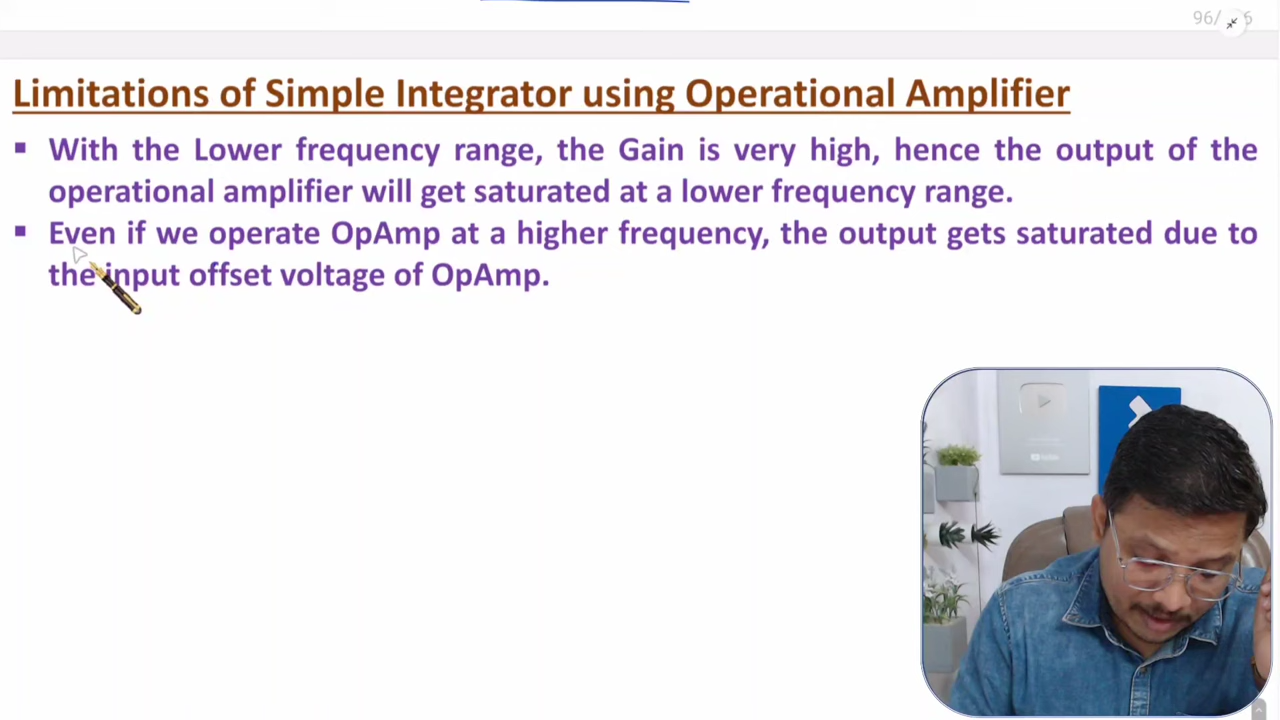 96/
Limitations of Simple Integrator using Operational Amplifier
▪ With the Lower frequency range, the Gain is very high, hence the output of the
operational amplifier will get saturated at a lower frequency range.
▪ Even if we operate OpAmp at a higher frequency, the output gets saturated due to
the input offset voltage of OpAmp.